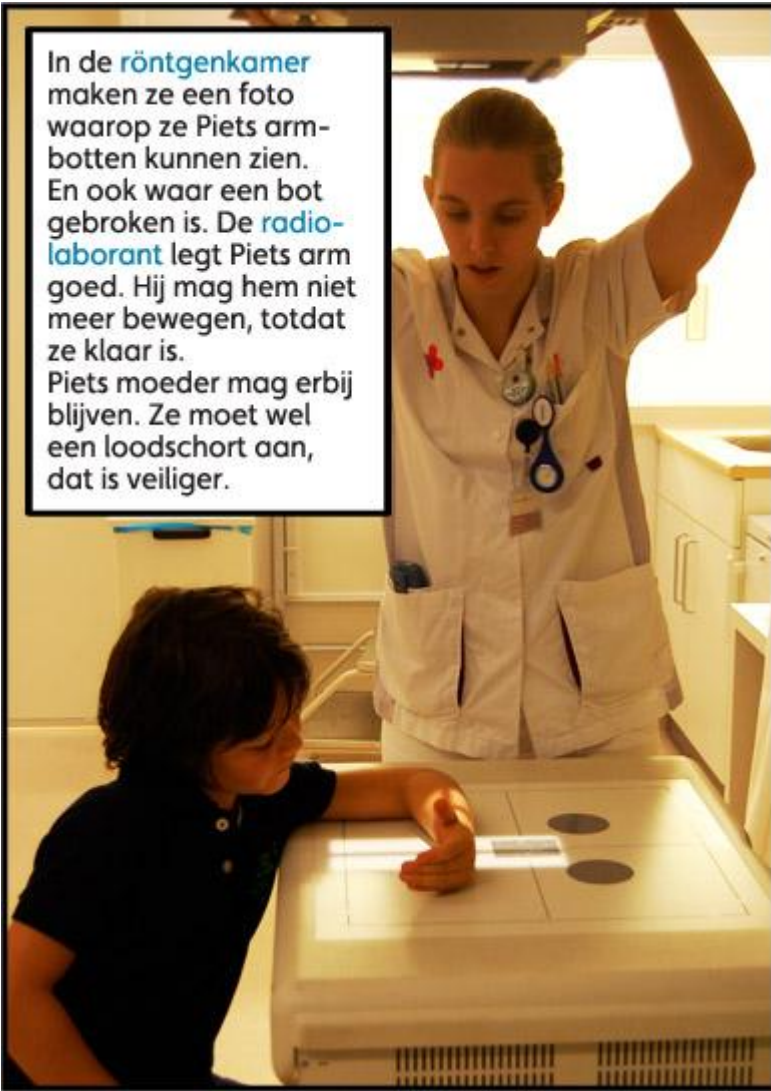 In de röntgenkamer
maken ze een foto
waarop ze Piets arm-
botten kunnen zien.
En ook waar een bot
gebroken is. De radio-
laborant legt Piets arm
goed. Hij mag hem niet
meer bewegen, totdat
ze klaar is.
Piets moeder mag erbij
blijven. Ze moet wel
een loodschort aan,
dat is veiliger.